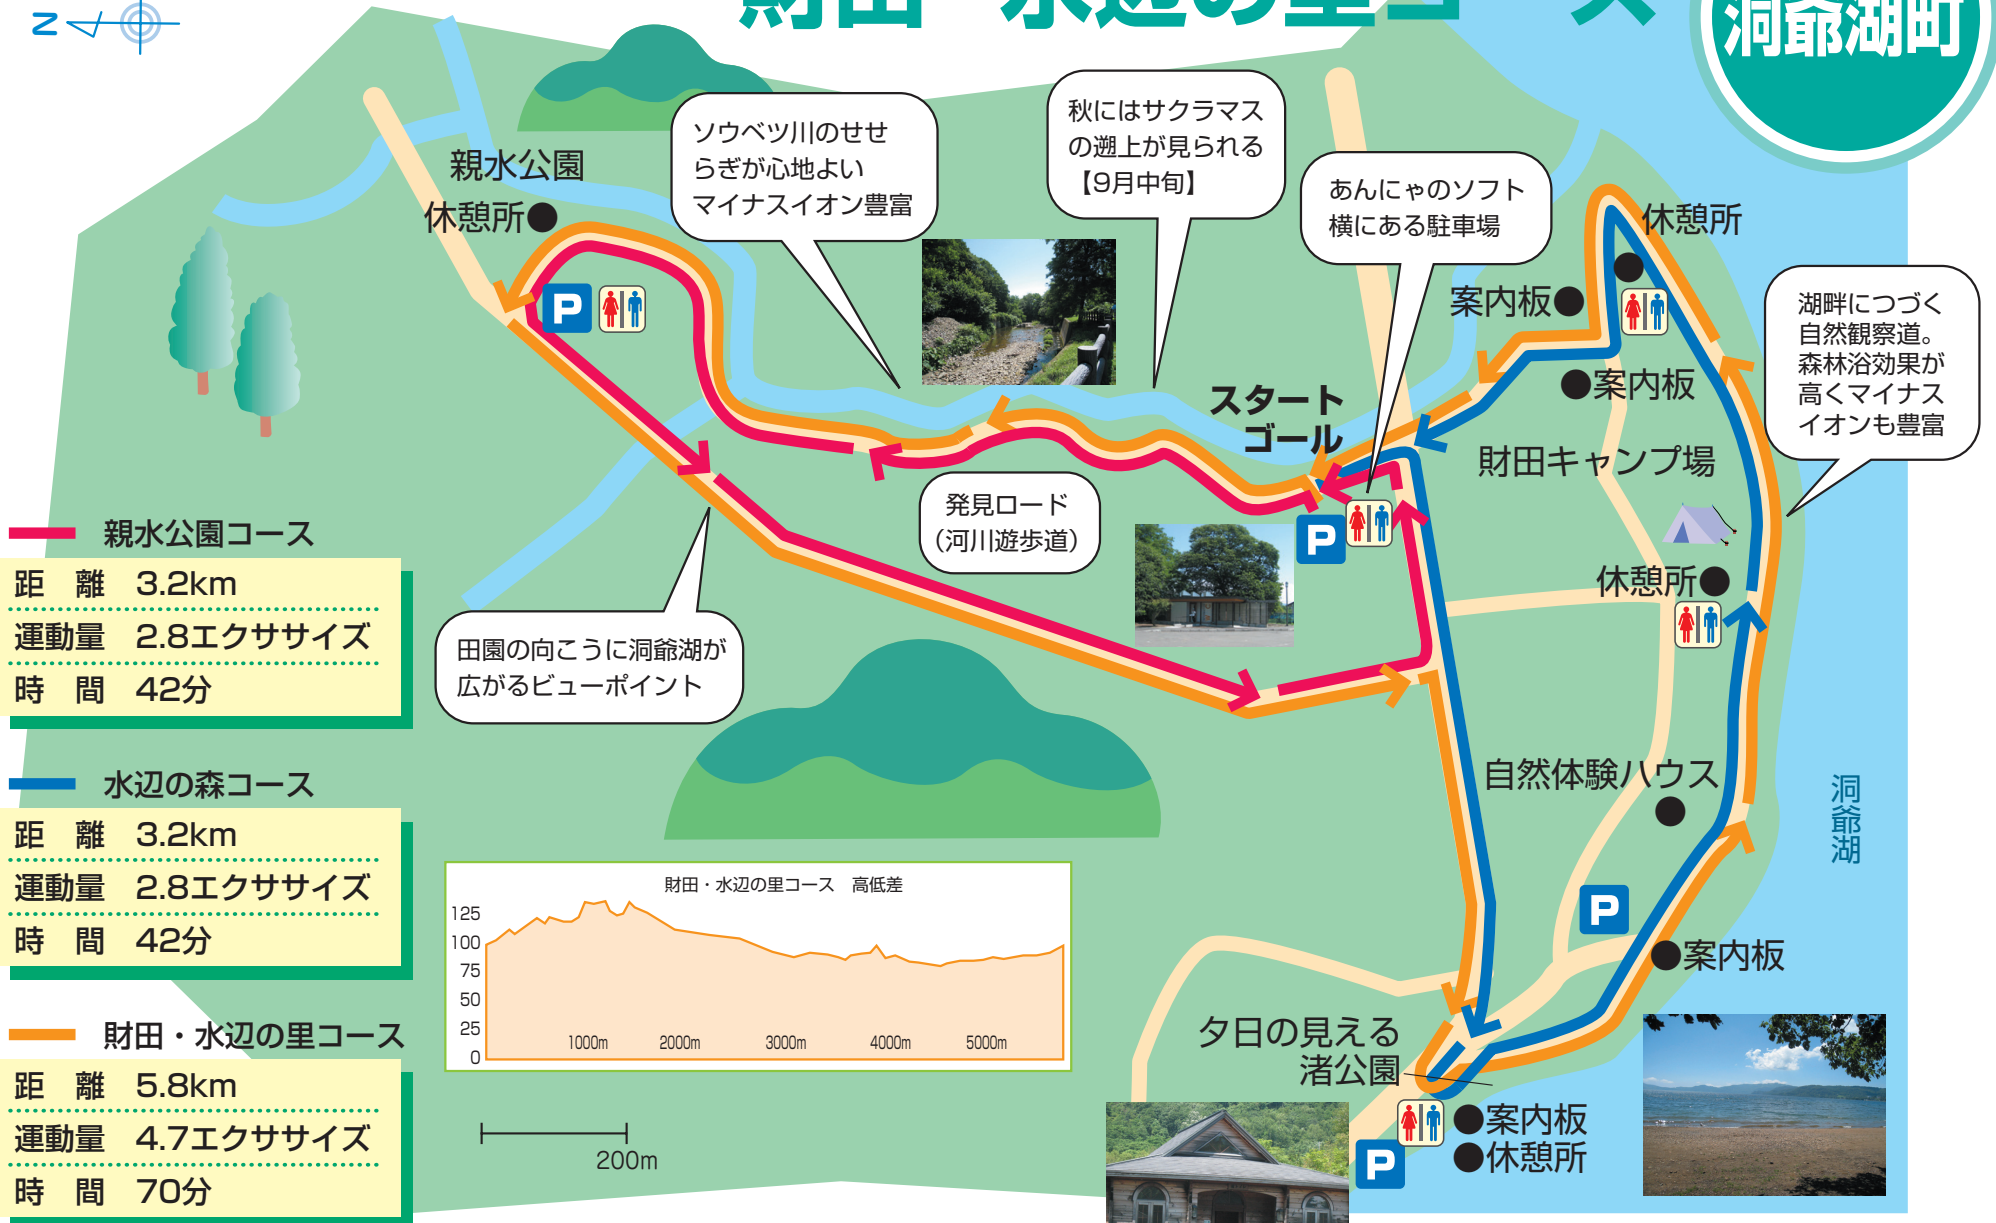 財田・水辺の里コース
洞爺湖町
N
親水公園
休憩所
ソウベツ川のせせ
らぎが心地よい
マイナスイオン豊富
秋にはサクラマス
の遡上が見られる
【9月中旬】
あんにゃのソフト
横にある駐車場
休憩所
案内板
案内板
湖畔につづく
自然観察道。
森林浴効果が
高くマイナス
イオンも豊富
P
スタート
ゴール
財田キャンプ場
発見ロード
（河川遊歩道）
P
休憩所
田園の向こうに洞爺湖が
広がるビューポイント
自然体験ハウス
洞爺湖
P
案内板
夕日の見える
渚公園
案内板
休憩所
P
親水公園コース
距　離　3.2km
運動量　2.8エクササイズ
時　間　42分
水辺の森コース
距　離　3.2km
運動量　2.8エクササイズ
時　間　42分
財田・水辺の里コース
距　離　5.8km
運動量　4.7エクササイズ
時　間　70分
財田・水辺の里コース　高低差
125
100
75
50
25
0
1000m 2000m 3000m 4000m 5000m
200m